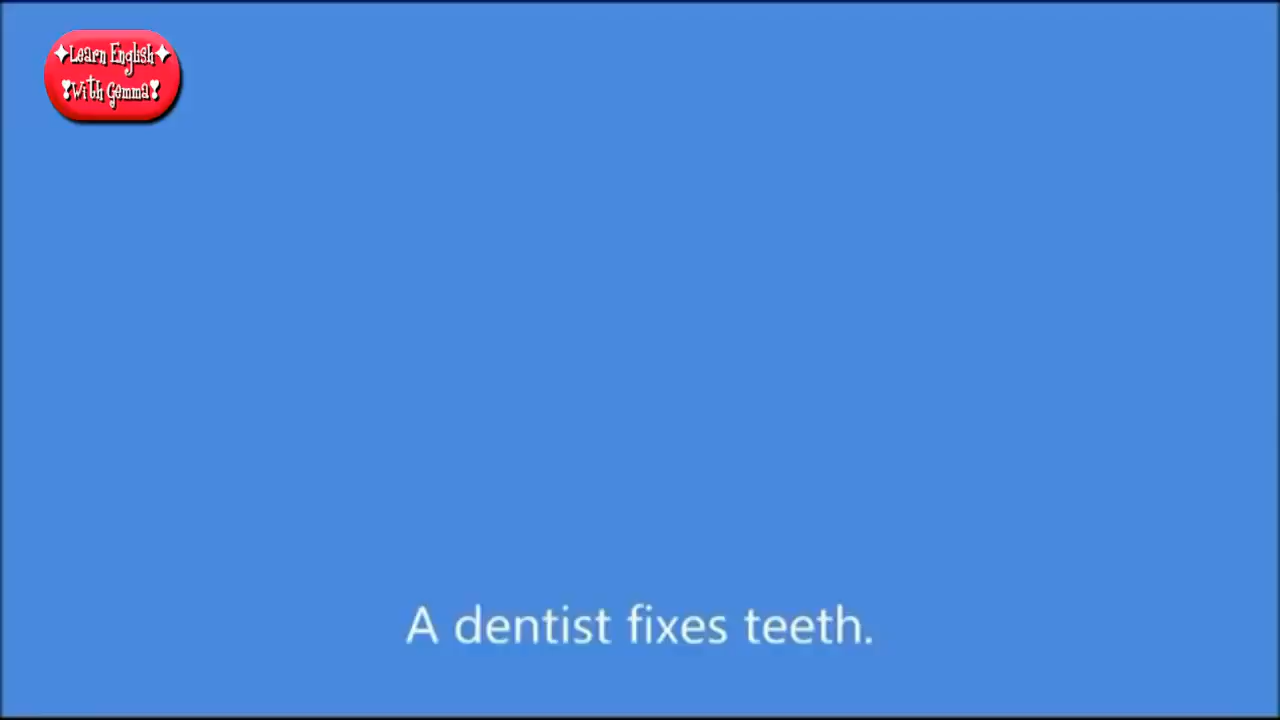 ✦Learn English✦
❣With Gemma❣
A dentist fixes teeth.